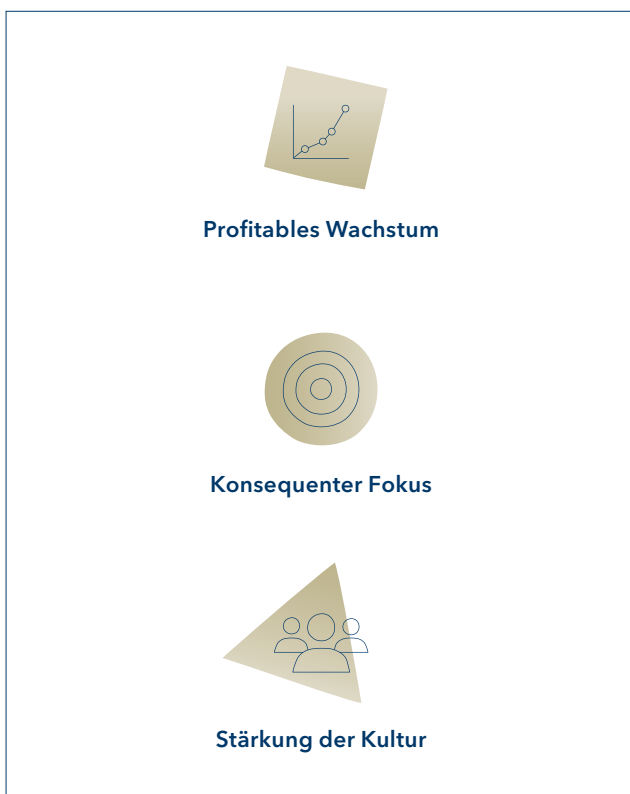 Profitables Wachstum
Konsequenter Fokus
Stärkung der Kultur